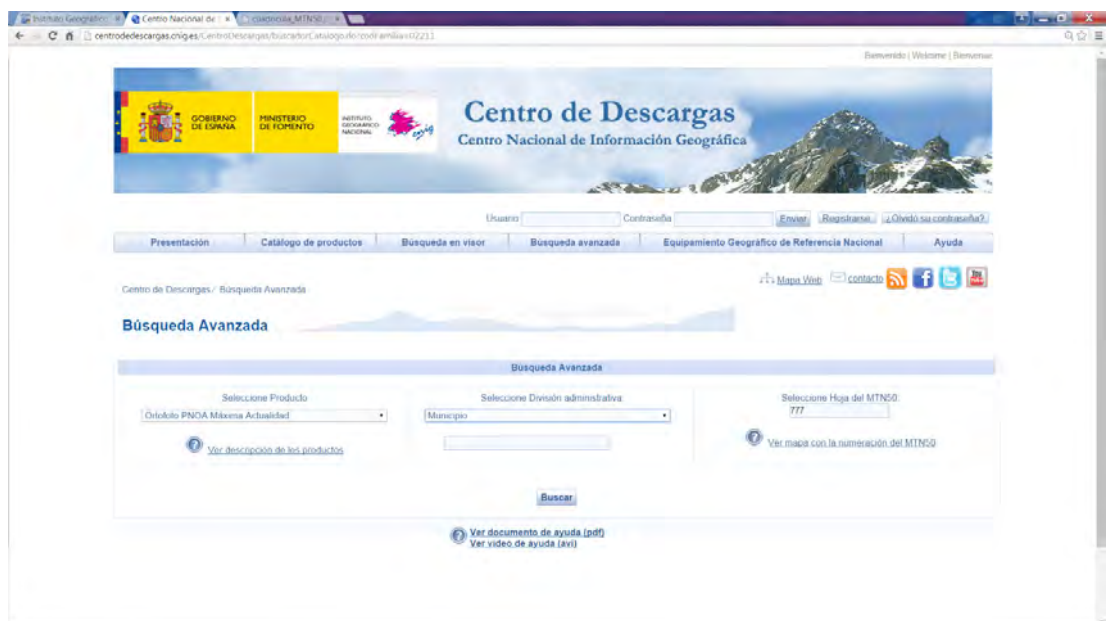 Instituto Geográfic
Centro Nacional de
cuadricula_MTN50.
centrodedescargas.cnig.es/CentroDescargas/buscadorCatalogo.do?codFamilia=02211
Bienvenido | Welcome | Bienvenue
GOBIERNO DE ESPAÑA
MINISTERIO DE FOMENTO
INSTITUTO GEOGRÁFICO NACIONAL
cnig
Centro de Descargas
Centro Nacional de Información Geográfica
Usuario Contraseña Enviar Registrarse ¿Olvidó su contraseña?
Presentación Catálogo de productos Búsqueda en visor Búsqueda avanzada Equipamiento Geográfico de Referencia Nacional Ayuda
Mapa Web contacto
Centro de Descargas / Búsqueda Avanzada
Búsqueda Avanzada
Búsqueda Avanzada
Seleccione Producto Seleccione División administrativa Seleccione Hoja del MTN50:
Ortofoto PNOA Máxima Actualidad Municipio 777
Ver descripción de los productos Ver mapa con la numeración del MTN50
Buscar
Ver documento de ayuda (pdf)
Ver video de ayuda (avi)